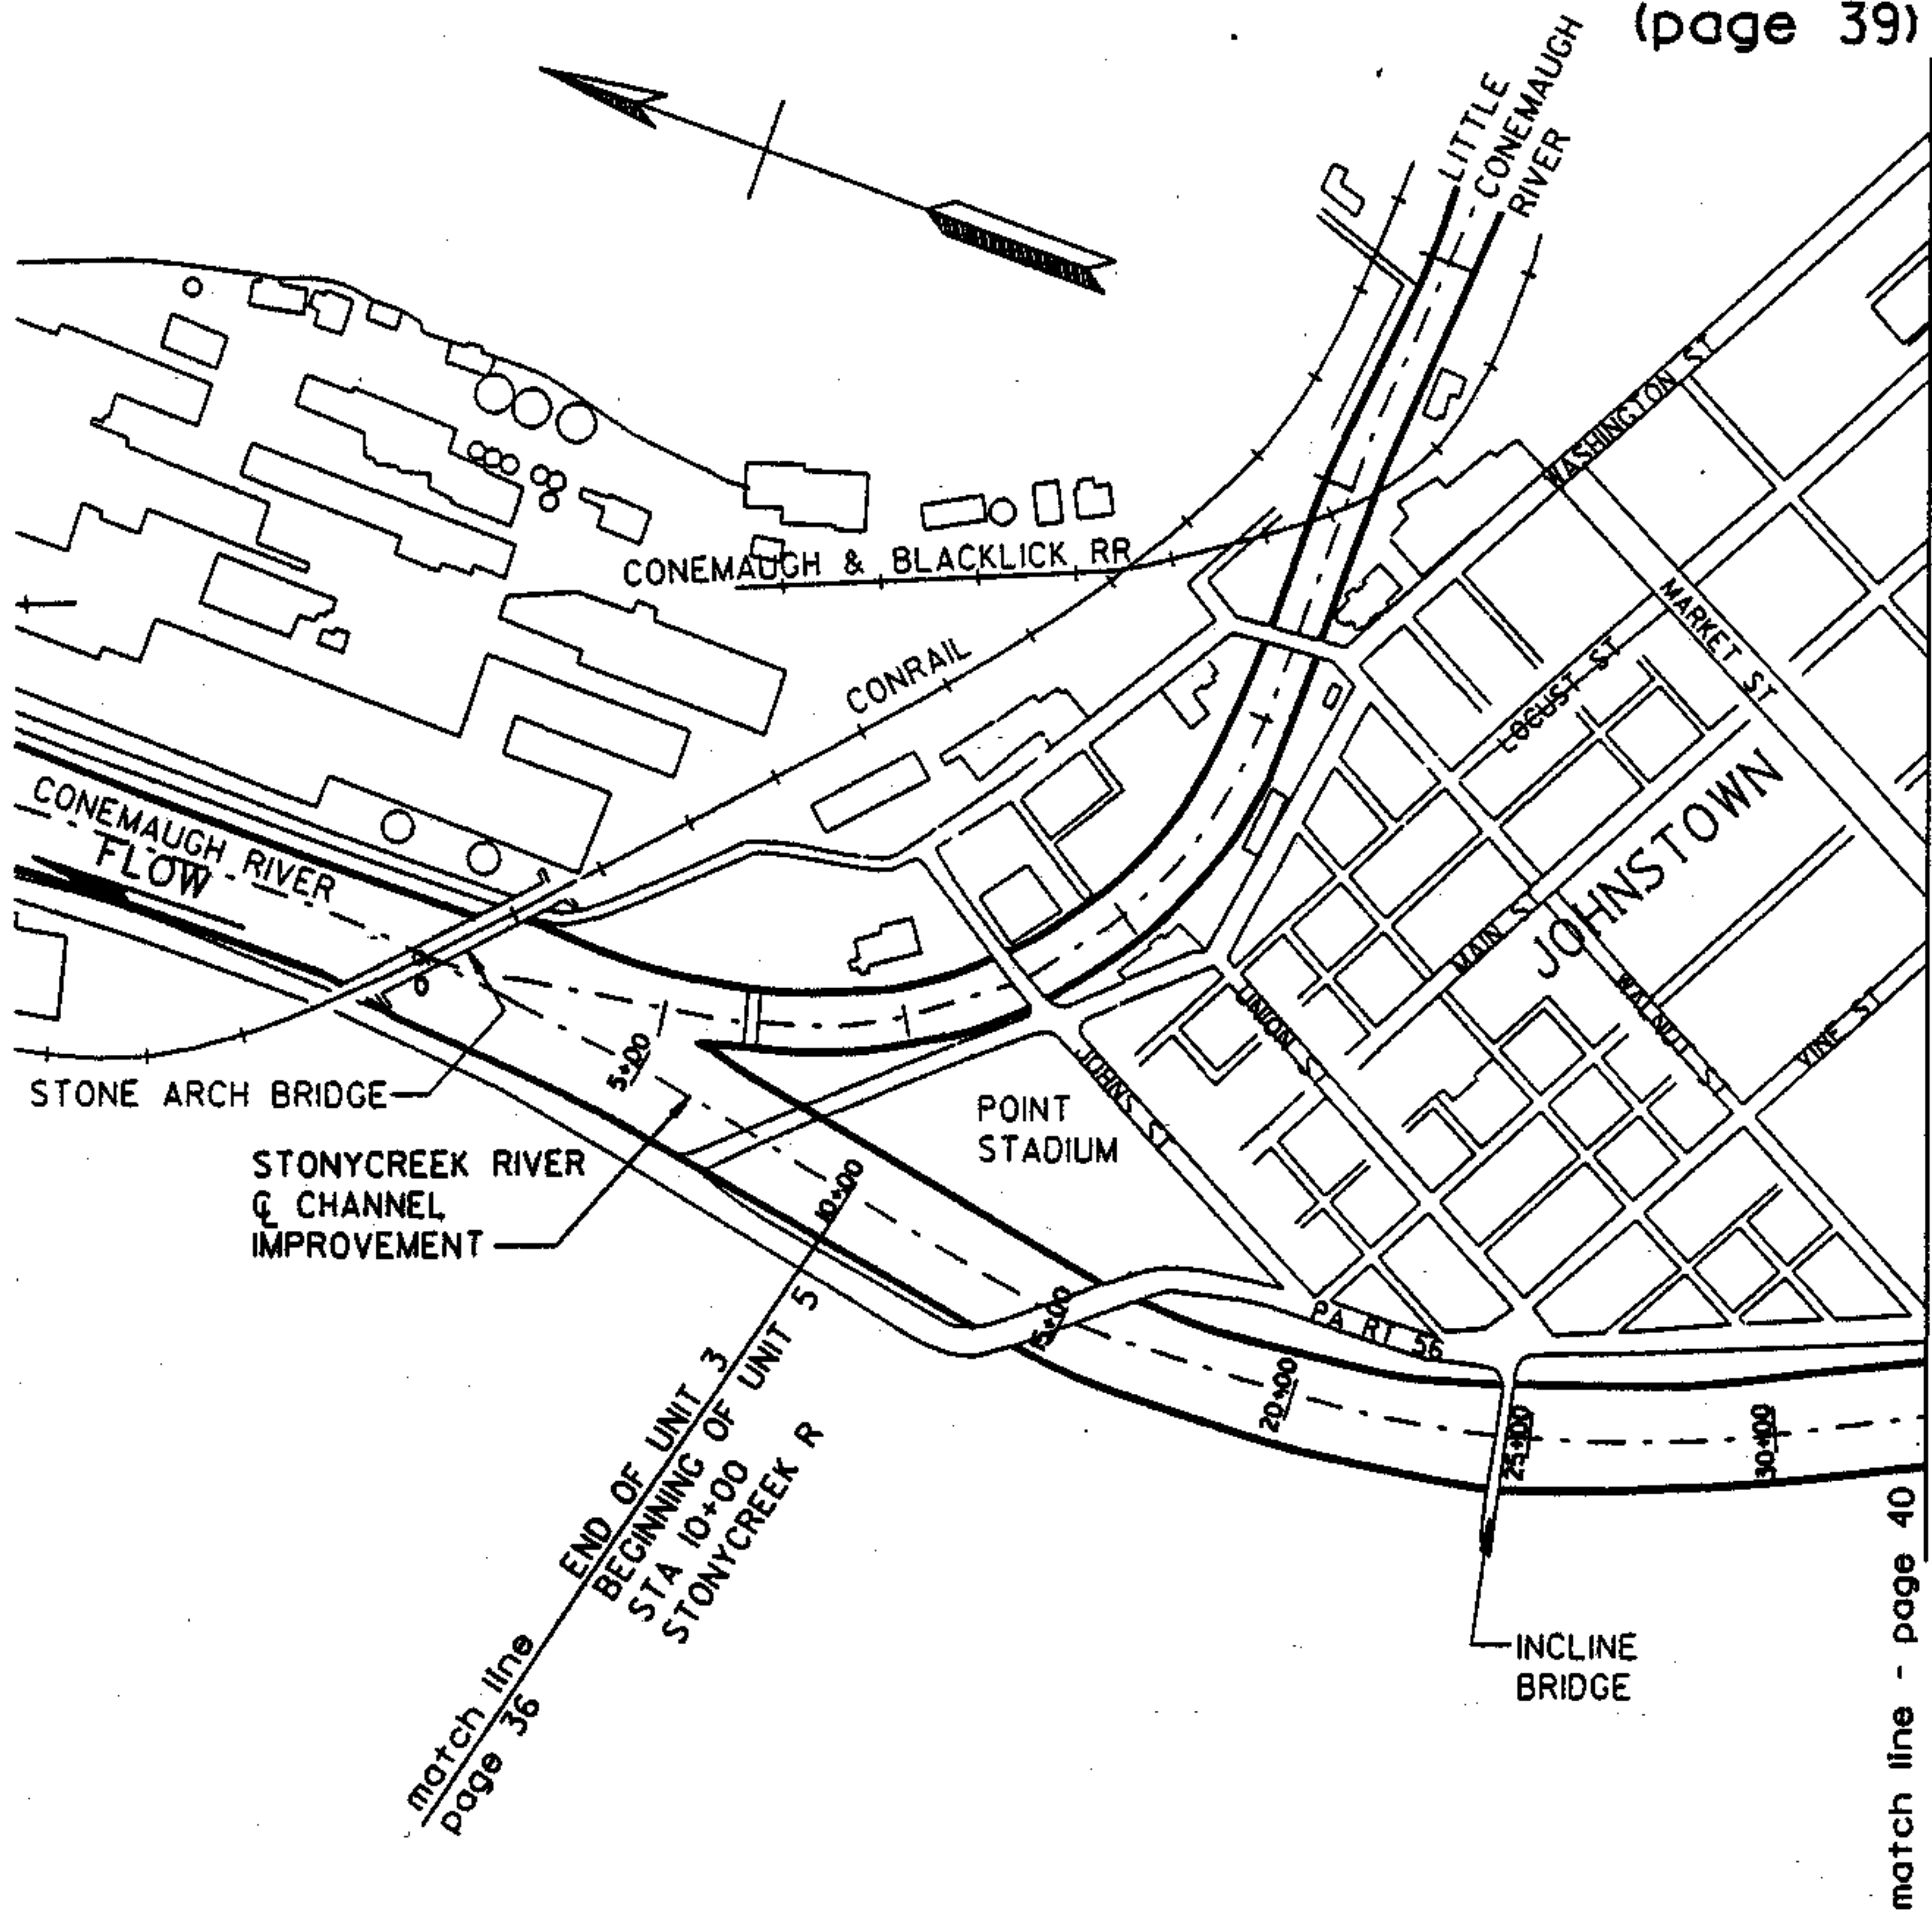 (page 39)
LITTLE
CONEMAUGH
RIVER
WASHINGTON ST
CONEMAUGH & BLACKLICK RR
MARKET ST
LOCUST ST
CONRAIL
JOHNSTOWN
CONEMAUGH RIVER
FLOW
MAIN ST
WALNUT ST
UNION ST
VINE ST
JOHNS ST
5+00
STONE ARCH BRIDGE
POINT
STADIUM
STONYCREEK RIVER
℄ CHANNEL
IMPROVEMENT
10+00
15+00
PA RT 56
20+00
25+00
30+00
END OF UNIT 3
BEGINNING OF UNIT 5
STA 10+00
STONYCREEK R
match line
page 36
INCLINE
BRIDGE
match line - page 40